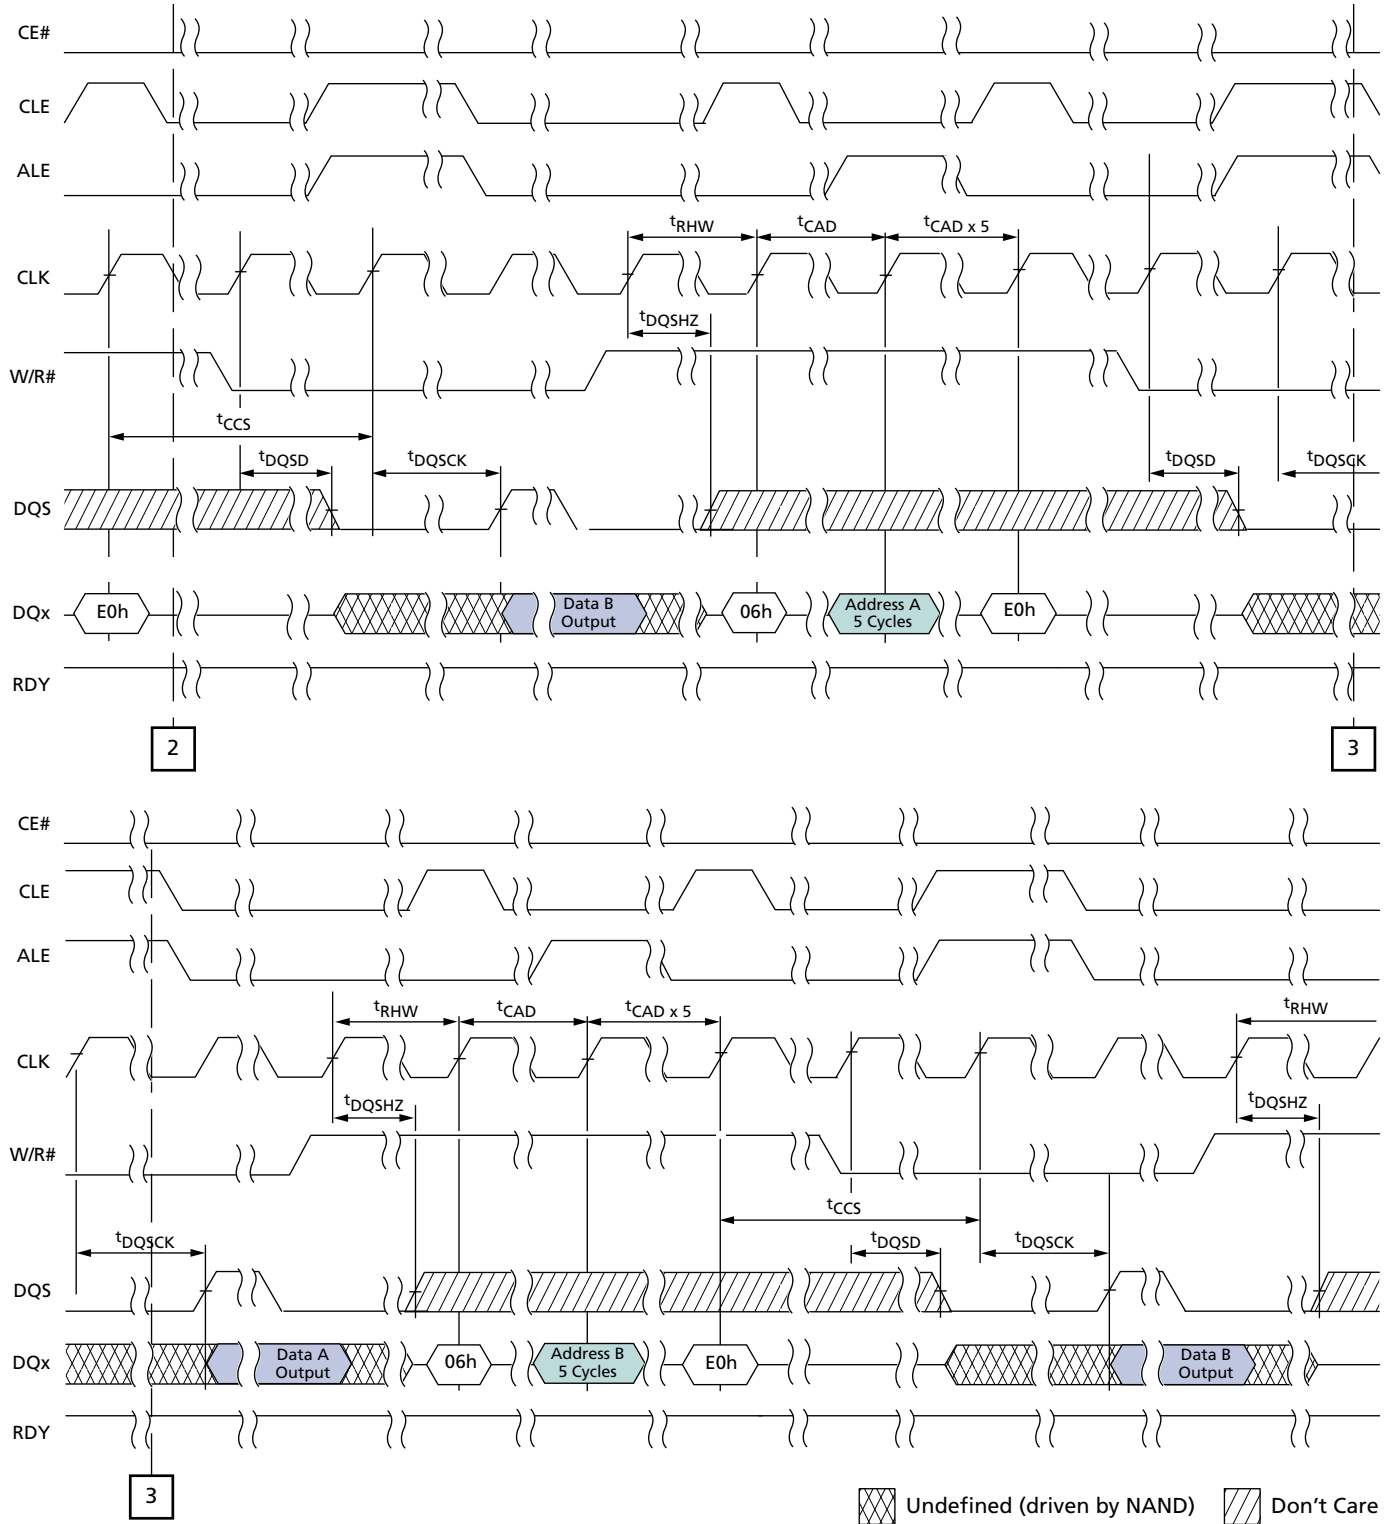 CE#
CLE
ALE
tRHW tCAD tCAD x 5
CLK
tDQSHZ
W/R#
tCCS
tDQSD tDQSCK tDQSD tDQSCK
DQS
DQx E0h Data B Output 06h Address A 5 Cycles E0h
RDY
2 3
CE#
CLE
ALE
tRHW tCAD tCAD x 5 tRHW
CLK
tDQSHZ tDQSHZ
W/R#
tCCS
tDQSCK tDQSD tDQSCK
DQS
DQx Data A Output 06h Address B 5 Cycles E0h Data B Output
RDY
3
Undefined (driven by NAND) Don't Care